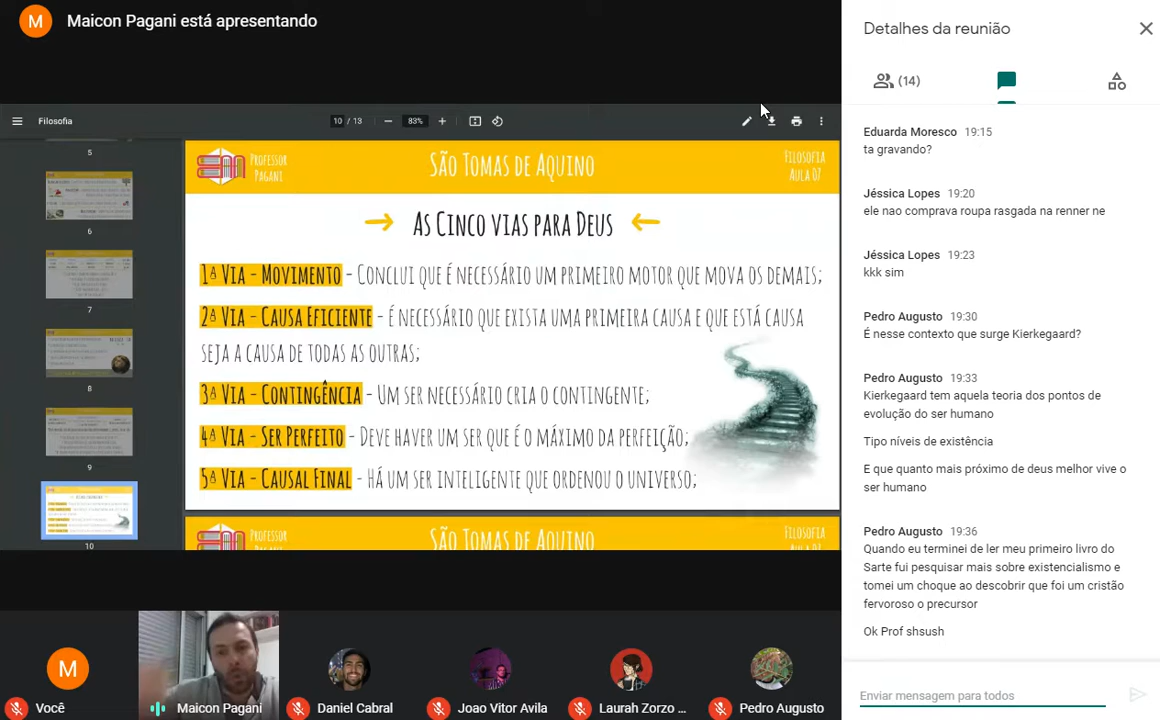 M
Maicon Pagani está apresentando
Filosofia
10 / 13
83%
5
6
7
8
9
10
PROFESSOR
PAGANI
SÃO TOMAS DE AQUINO
FILOSOFIA
AULA 07
→ AS CINCO VIAS PARA DEUS ←
1ª VIA - MOVIMENTO - CONCLUI QUE É NECESSÁRIO UM PRIMEIRO MOTOR QUE MOVA OS DEMAIS;
2ª VIA - CAUSA EFICIENTE - É NECESSÁRIO QUE EXISTA UMA PRIMEIRA CAUSA E QUE ESTÁ CAUSA
SEJA A CAUSA DE TODAS AS OUTRAS;
3ª VIA - CONTINGÊNCIA - UM SER NECESSÁRIO CRIA O CONTINGENTE;
4ª VIA - SER PERFEITO - DEVE HAVER UM SER QUE É O MÁXIMO DA PERFEIÇÃO;
5ª VIA - CAUSAL FINAL - HÁ UM SER INTELIGENTE QUE ORDENOU O UNIVERSO;
PROFESSOR
SÃO TOMAS DE AQUINO
FILOSOFIA
M
Você
Maicon Pagani
Daniel Cabral
Joao Vitor Avila
Laurah Zorzo ...
Pedro Augusto
Detalhes da reunião
(14)
Eduarda Moresco 19:15
ta gravando?
Jéssica Lopes 19:20
ele nao comprava roupa rasgada na renner ne
Jéssica Lopes 19:23
kkk sim
Pedro Augusto 19:30
É nesse contexto que surge Kierkegaard?
Pedro Augusto 19:33
Kierkegaard tem aquela teoria dos pontos de
evolução do ser humano
Tipo níveis de existência
E que quanto mais próximo de deus melhor vive o
ser humano
Pedro Augusto 19:36
Quando eu terminei de ler meu primeiro livro do
Sarte fui pesquisar mais sobre existencialismo e
tomei um choque ao descobrir que foi um cristão
fervoroso o precursor
Ok Prof shsush
Enviar mensagem para todos